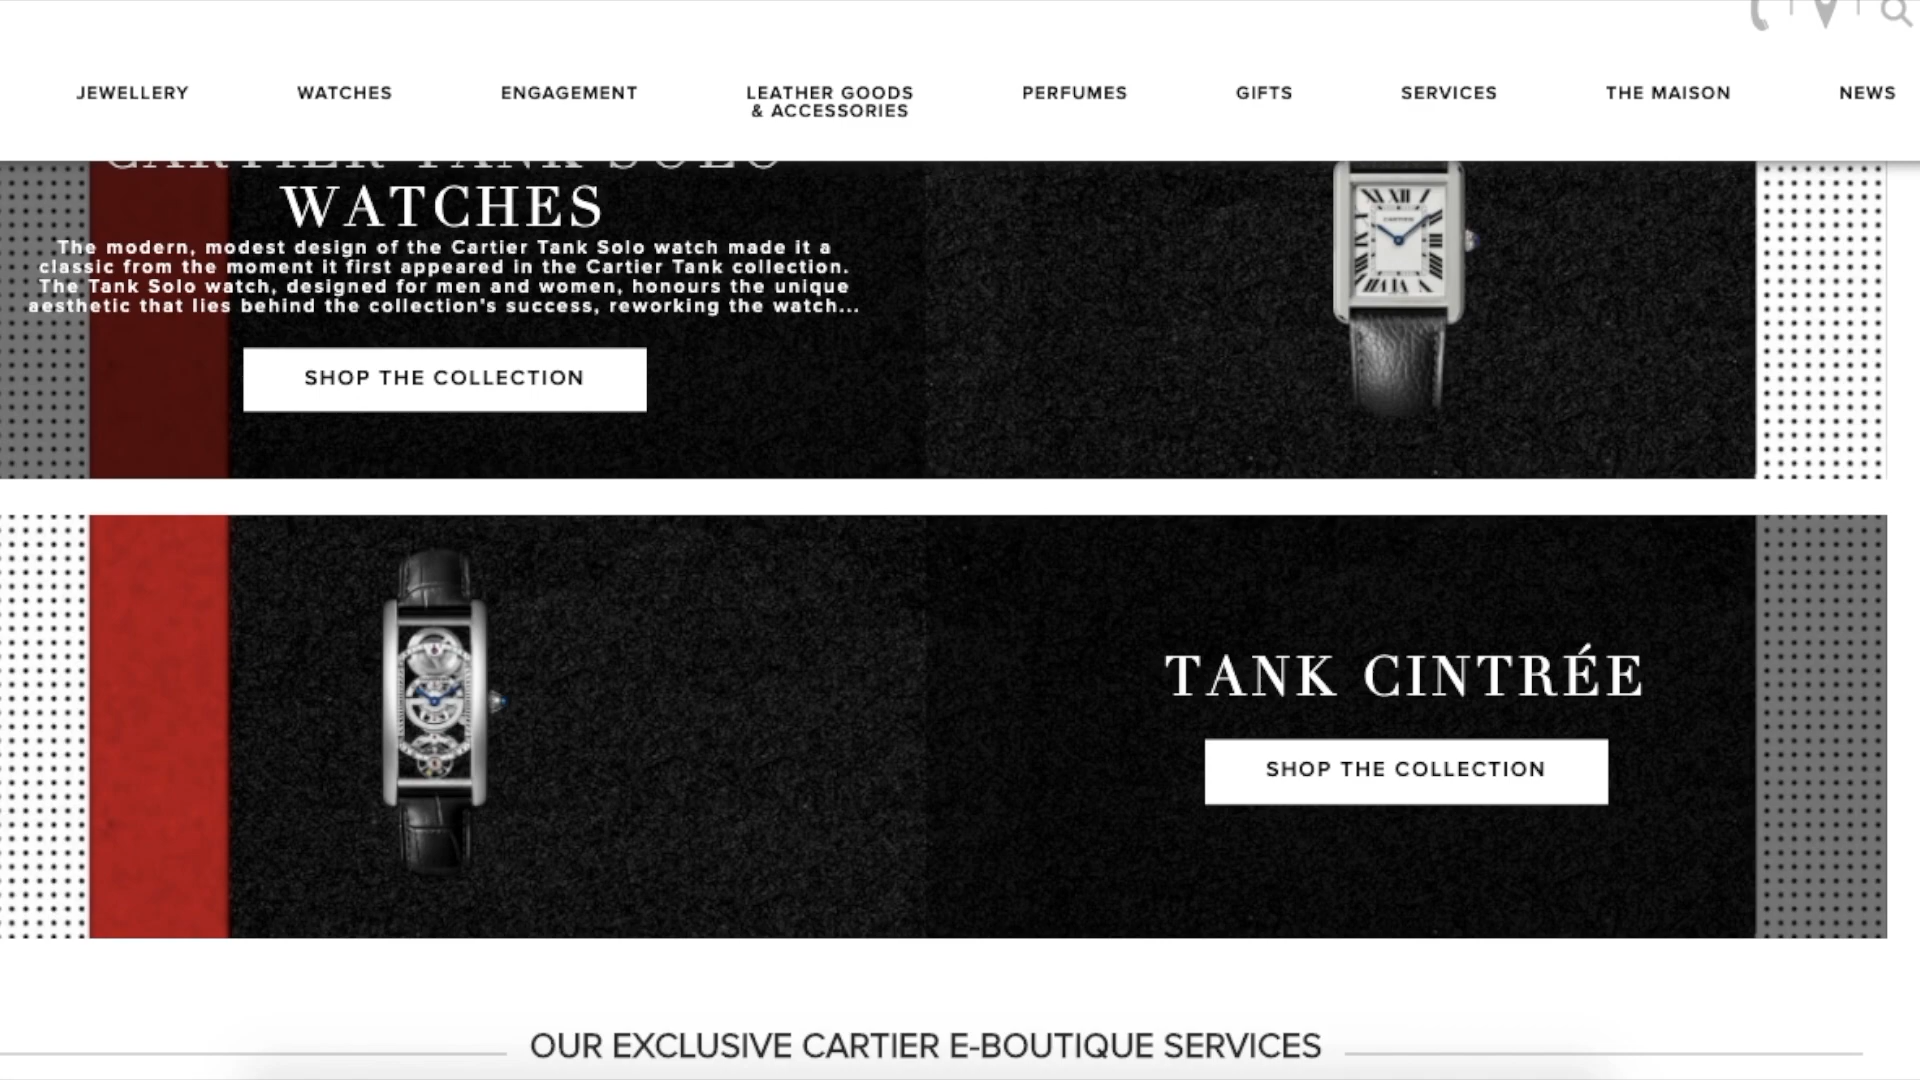 JEWELLERY
WATCHES
ENGAGEMENT
LEATHER GOODS
& ACCESSORIES
PERFUMES
GIFTS
SERVICES
THE MAISON
NEWS
CARTIER TANK SOLO
WATCHES
The modern, modest design of the Cartier Tank Solo watch made it a
classic from the moment it first appeared in the Cartier Tank collection.
The Tank Solo watch, designed for men and women, honours the unique
aesthetic that lies behind the collection's success, reworking the watch...
SHOP THE COLLECTION
TANK CINTRÉE
SHOP THE COLLECTION
OUR EXCLUSIVE CARTIER E-BOUTIQUE SERVICES